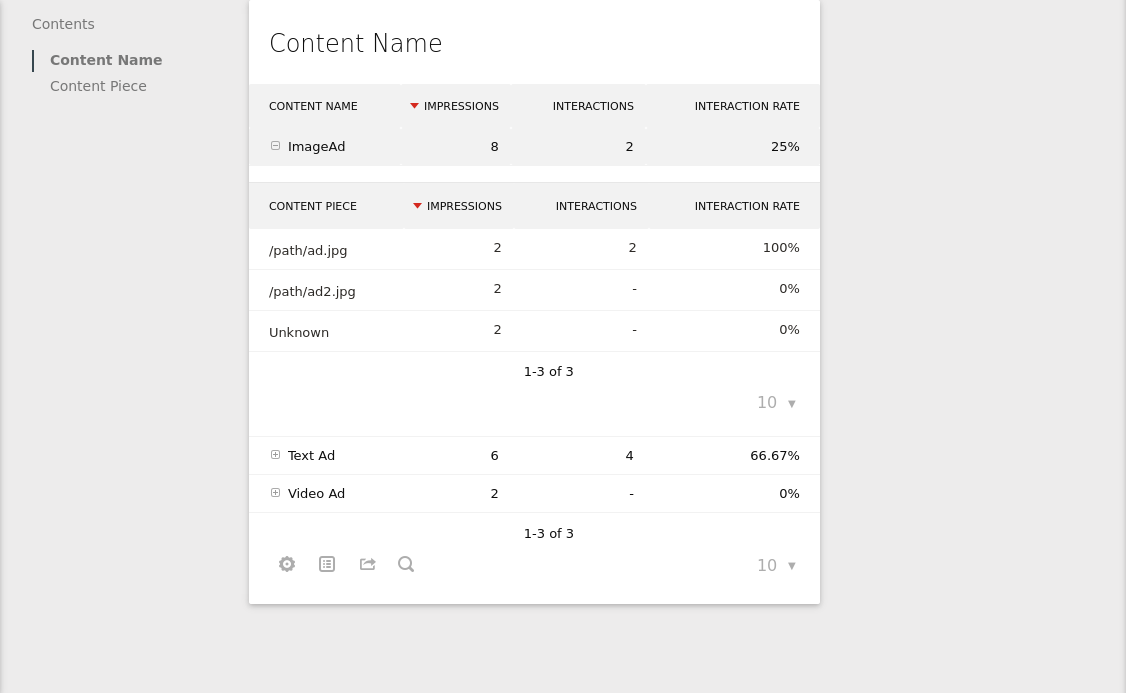 Contents
Content Name
Content Piece
Content Name
CONTENT NAME IMPRESSIONS INTERACTIONS INTERACTION RATE
ImageAd 8 2 25%
CONTENT PIECE IMPRESSIONS INTERACTIONS INTERACTION RATE
/path/ad.jpg 2 2 100%
/path/ad2.jpg 2 - 0%
Unknown 2 - 0%
1-3 of 3
10
Text Ad 6 4 66.67%
Video Ad 2 - 0%
1-3 of 3
10